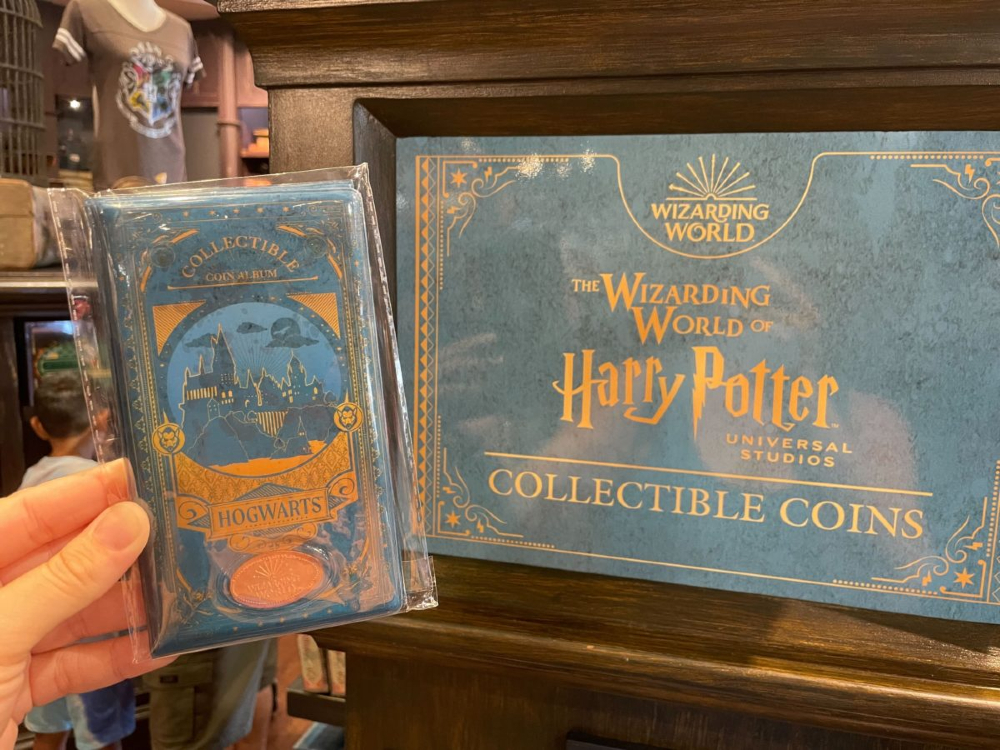 COLLECTIBLE
COIN ALBUM
HOGWARTS
WIZARDING
WORLD
THE WIZARDING
WORLD OF
Harry Potter
UNIVERSAL
STUDIOS
COLLECTIBLE COINS